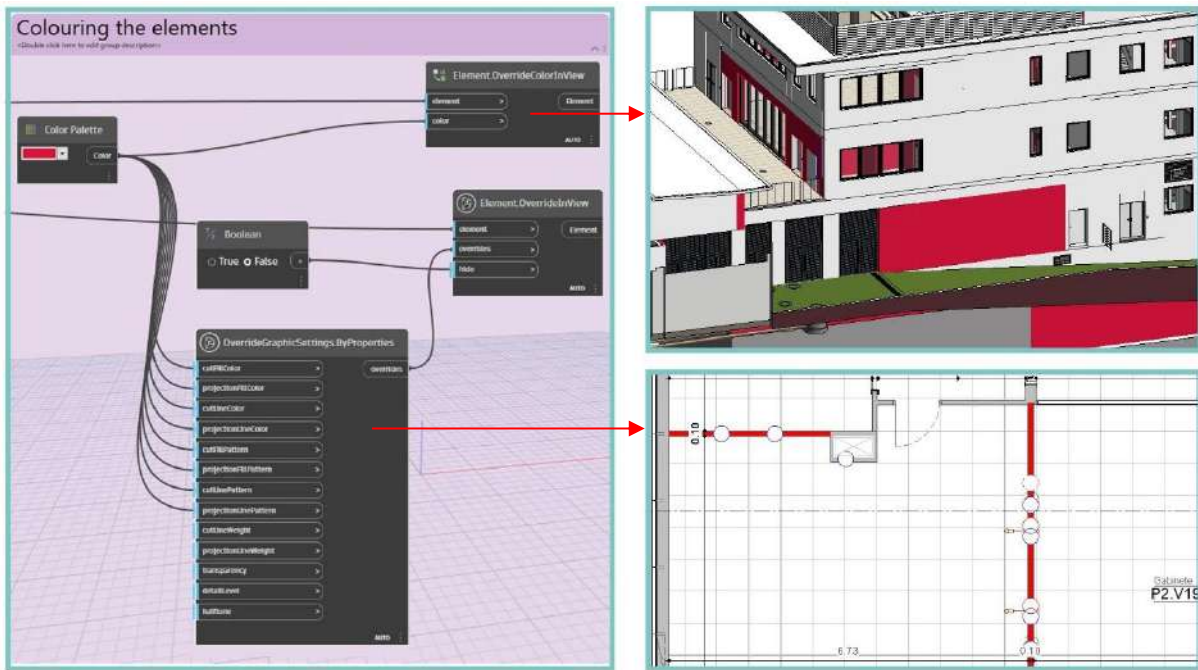 Colouring the elements
<Double click here to edit group description>
Element.OverrideColorInView
element >
Element
color >
AUTO
Color Palette
Color
Element.OverrideInView
element >
Element
overrides >
hide >
AUTO
Boolean
True False >
OverrideGraphicSettings.ByProperties
cutFillColor >
overrides
projectionFillColor >
cutLineColor >
projectionLineColor >
cutFillPattern >
projectionFillPattern >
cutLinePattern >
projectionLinePattern >
cutLineWeight >
projectionLineWeight >
transparency >
detailLevel >
halftone >
AUTO
0.10
Gabinete
P2.V19
6.73
0.10